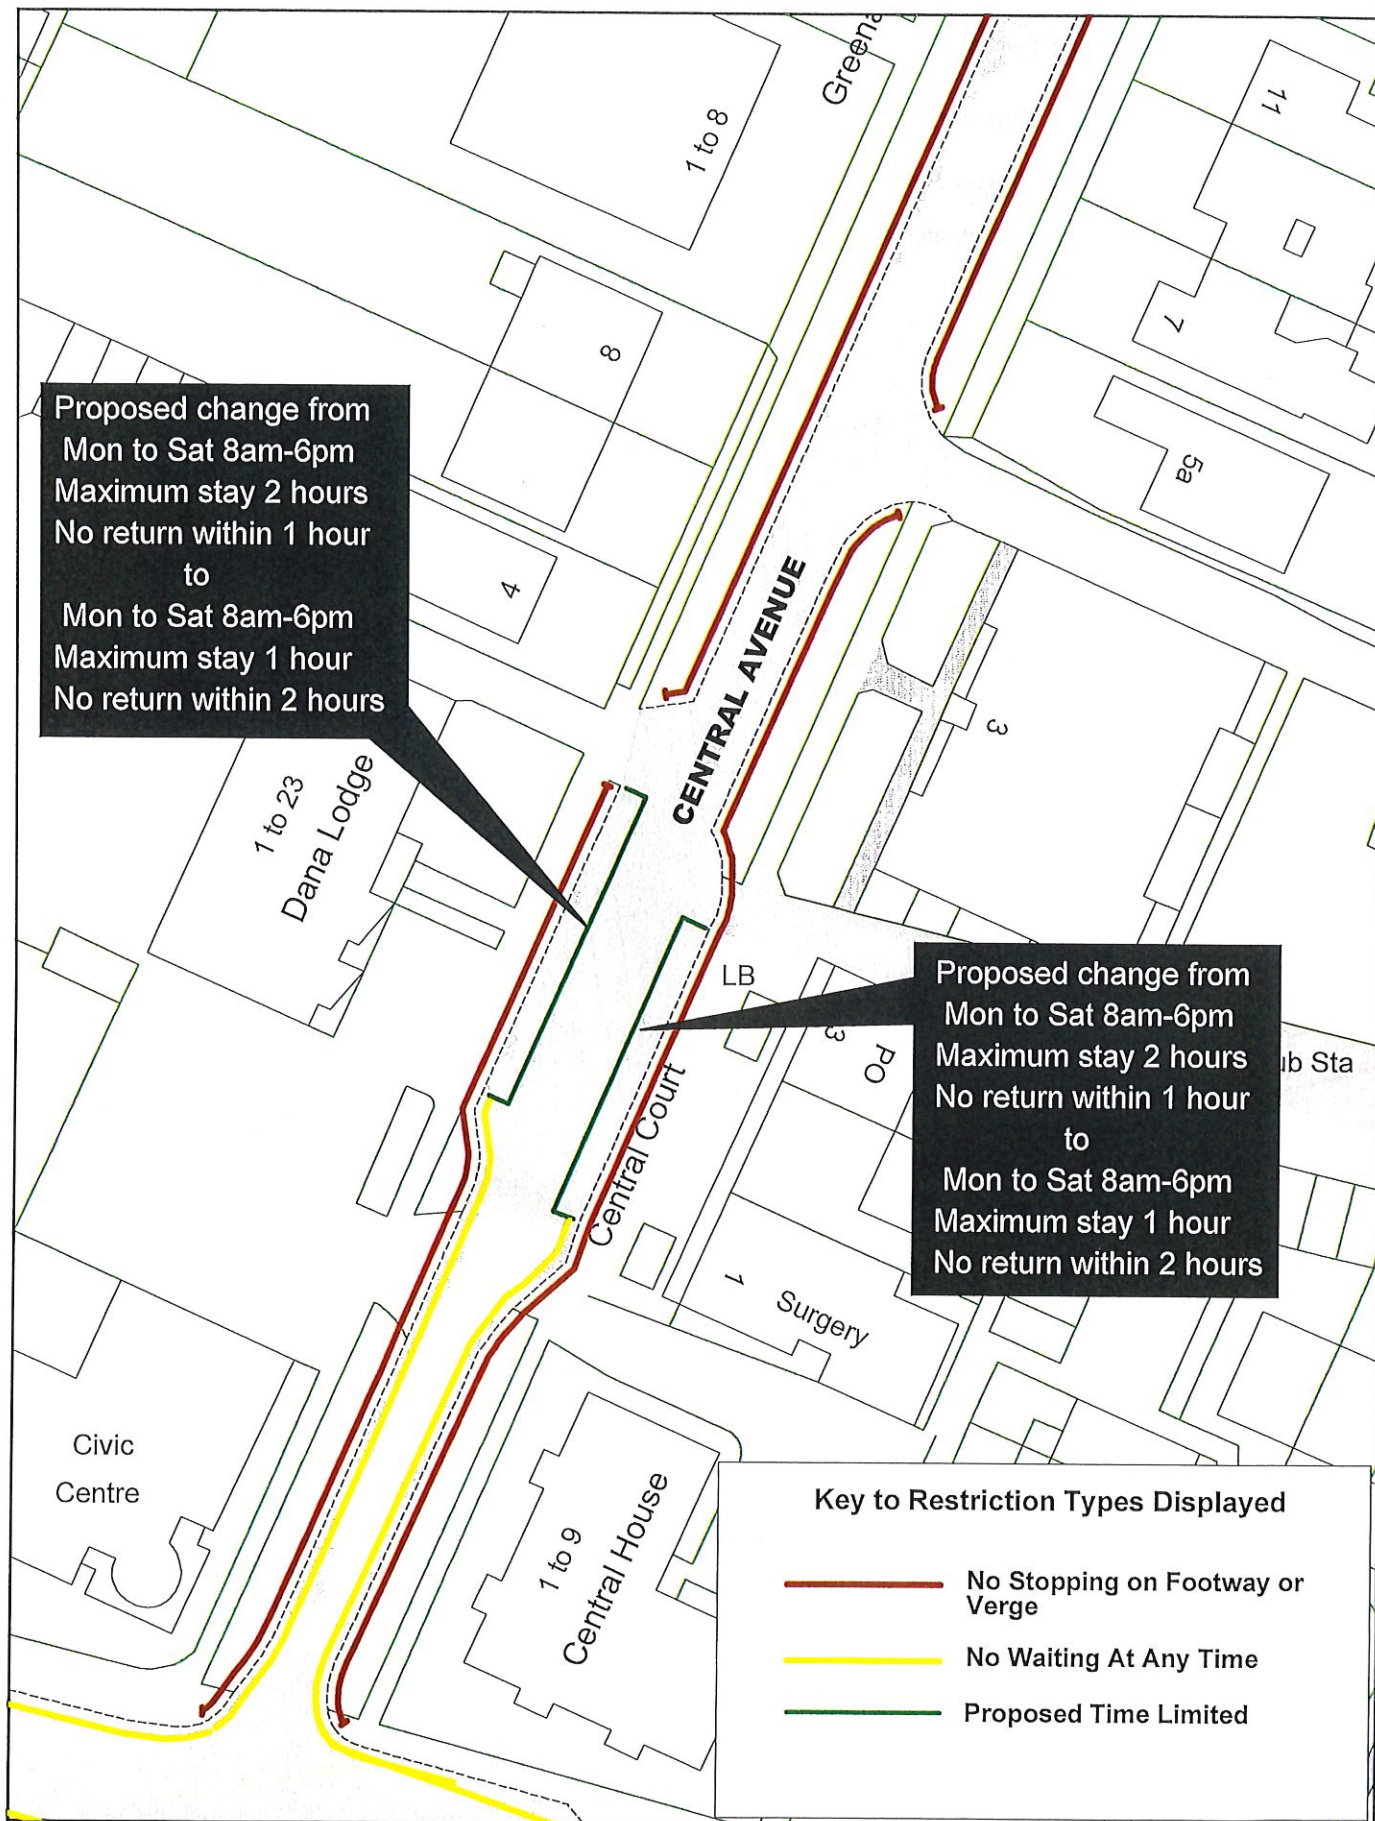 Greena
1 to 8
11
8
7
5a
4
Proposed change from
Mon to Sat 8am-6pm
Maximum stay 2 hours
No return within 1 hour
to
Mon to Sat 8am-6pm
Maximum stay 1 hour
No return within 2 hours
CENTRAL AVENUE
3
1 to 23
Dana Lodge
LB
3
PO
ub Sta
Proposed change from
Mon to Sat 8am-6pm
Maximum stay 2 hours
No return within 1 hour
to
Mon to Sat 8am-6pm
Maximum stay 1 hour
No return within 2 hours
Central Court
1
Surgery
Civic
Centre
1 to 9
Central House
Key to Restriction Types Displayed
No Stopping on Footway or
Verge
No Waiting At Any Time
Proposed Time Limited